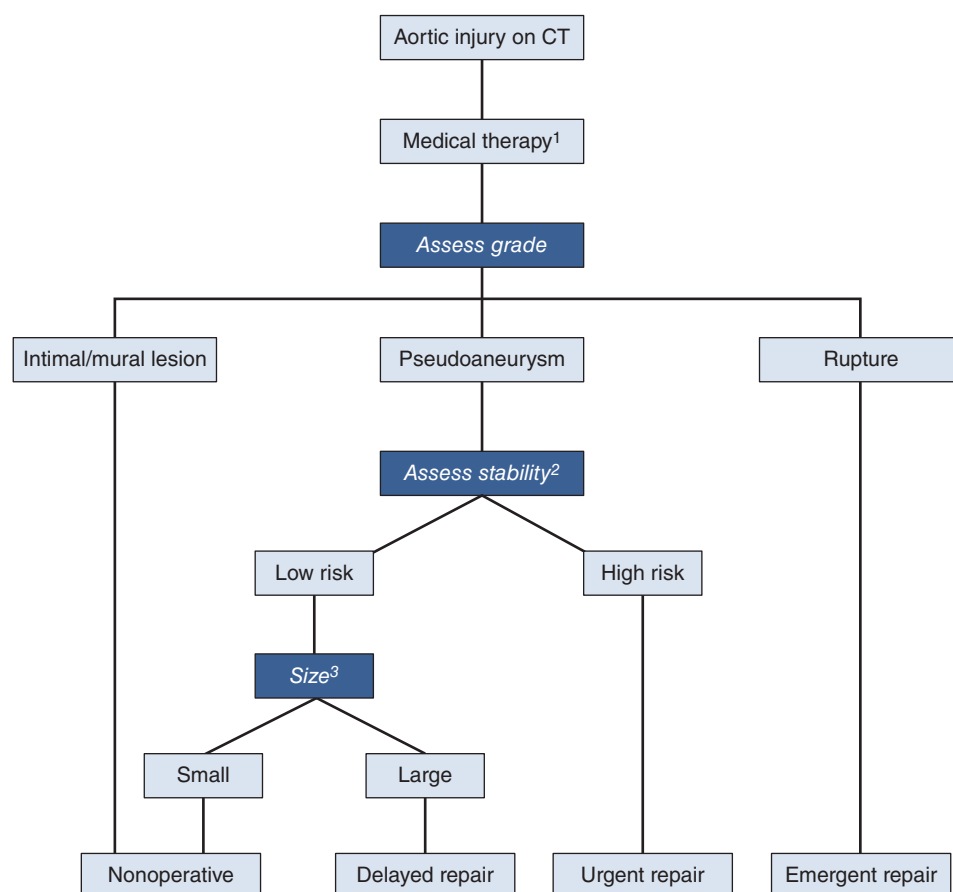 Aortic injury on CT
Medical therapy1
Assess grade
Intimal/mural lesion
Pseudoaneurysm
Rupture
Assess stability2
Low risk
High risk
Size3
Small
Large
Nonoperative
Delayed repair
Urgent repair
Emergent repair